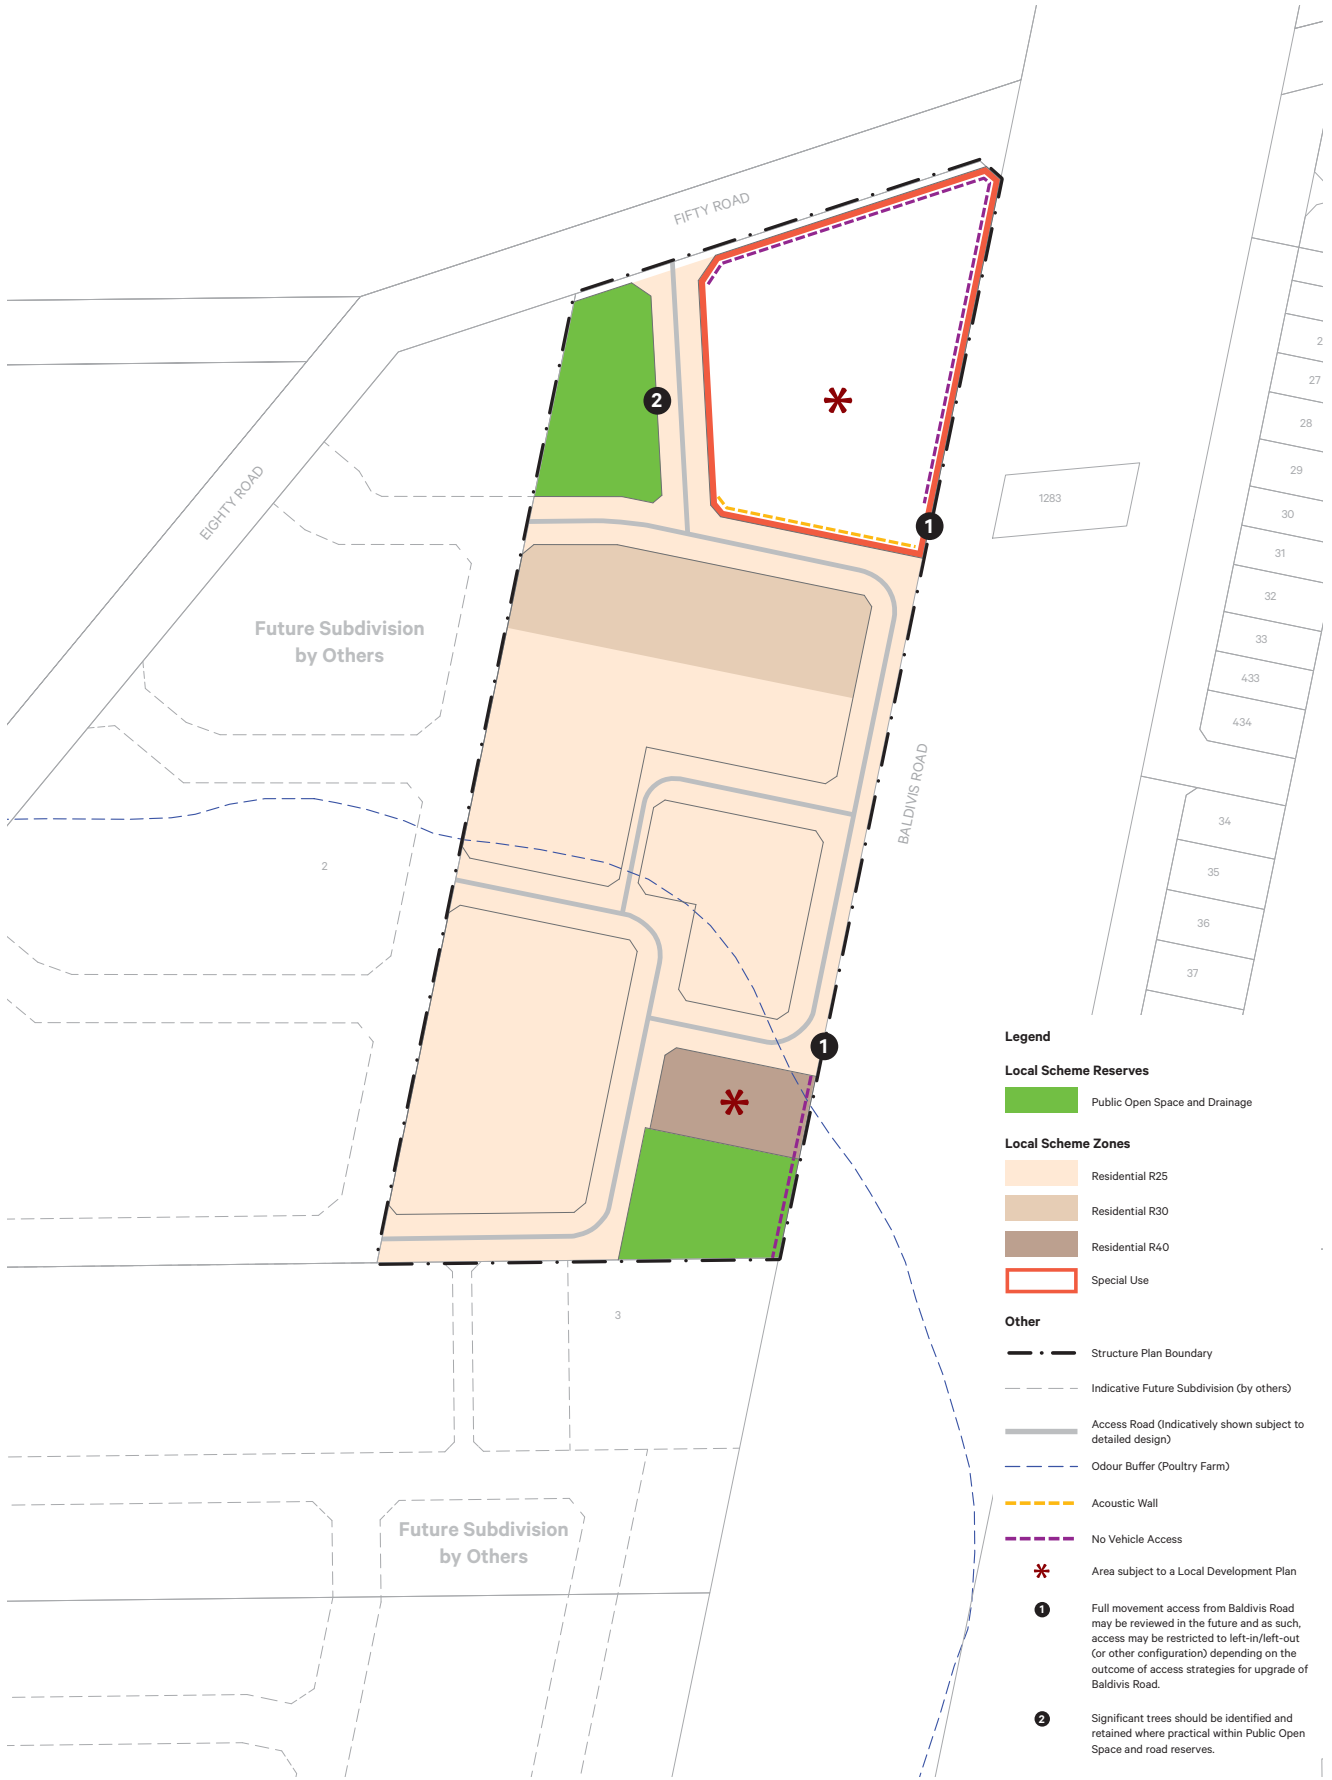 FIFTY ROAD
EIGHTY ROAD
2
1
1283
2
27
28
29
30
31
32
33
433
434
Future Subdivision
by Others
BALDIVIS ROAD
2
34
35
36
37
1
3
Future Subdivision
by Others
Legend
Local Scheme Reserves
Public Open Space and Drainage
Local Scheme Zones
Residential R25
Residential R30
Residential R40
Special Use
Other
Structure Plan Boundary
Indicative Future Subdivision (by others)
Access Road (Indicatively shown subject to
detailed design)
Odour Buffer (Poultry Farm)
Acoustic Wall
No Vehicle Access
Area subject to a Local Development Plan
1
Full movement access from Baldivis Road
may be reviewed in the future and as such,
access may be restricted to left-in/left-out
(or other configuration) depending on the
outcome of access strategies for upgrade of
Baldivis Road.
2
Significant trees should be identified and
retained where practical within Public Open
Space and road reserves.